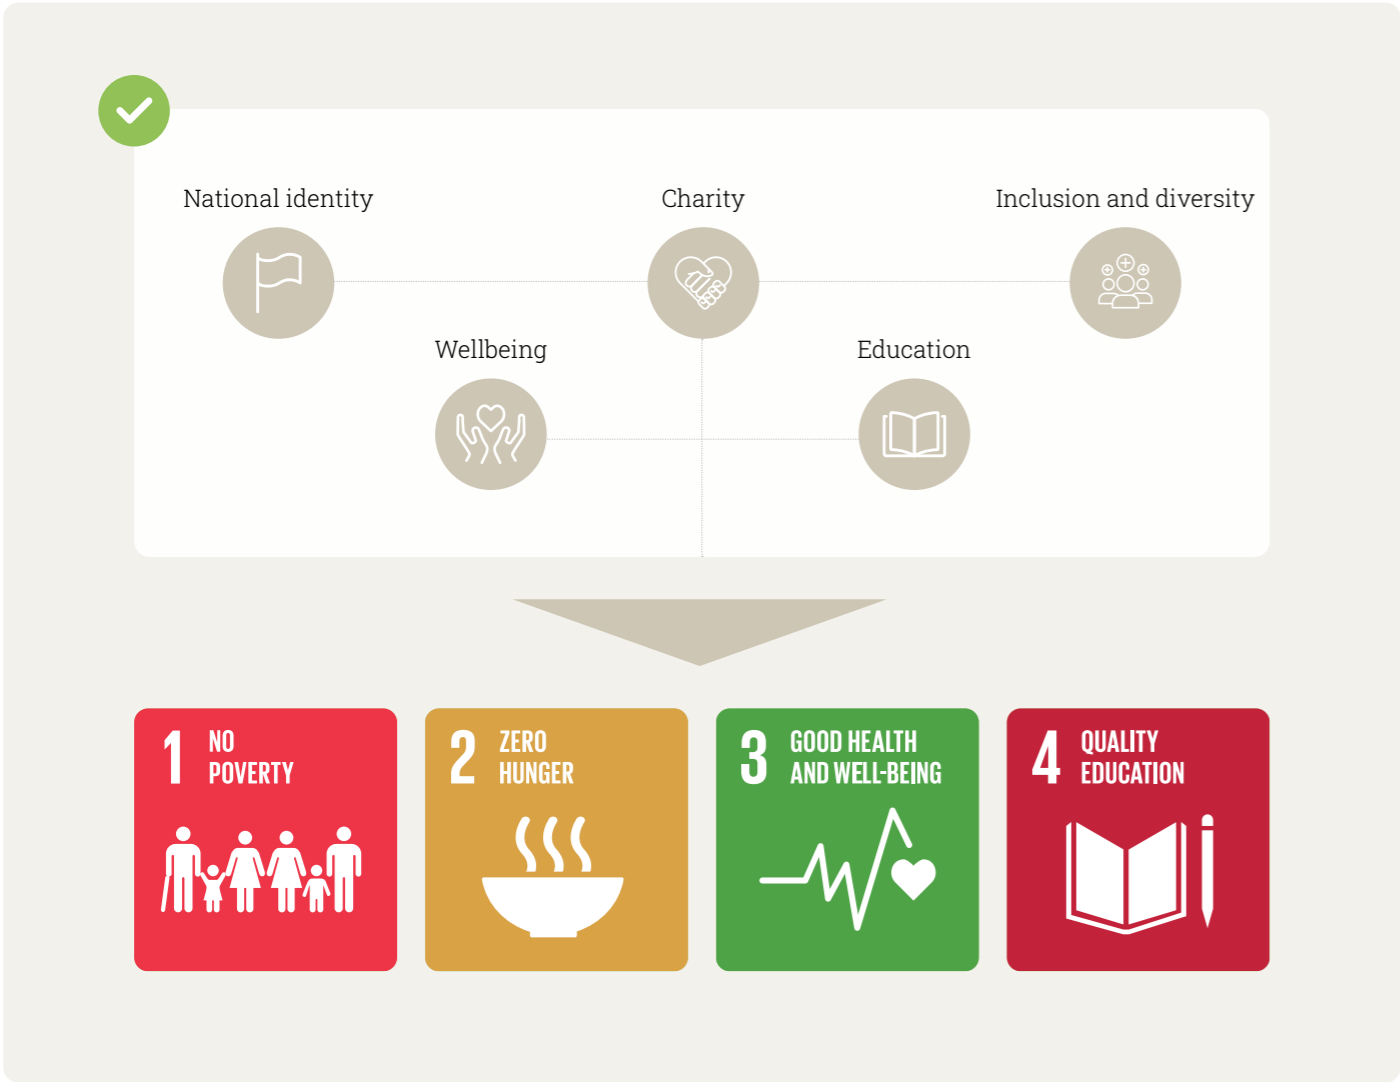 National identity
Charity
Inclusion and diversity
Wellbeing
Education
1 NO
POVERTY
2 ZERO
HUNGER
3 GOOD HEALTH
AND WELL-BEING
4 QUALITY
EDUCATION